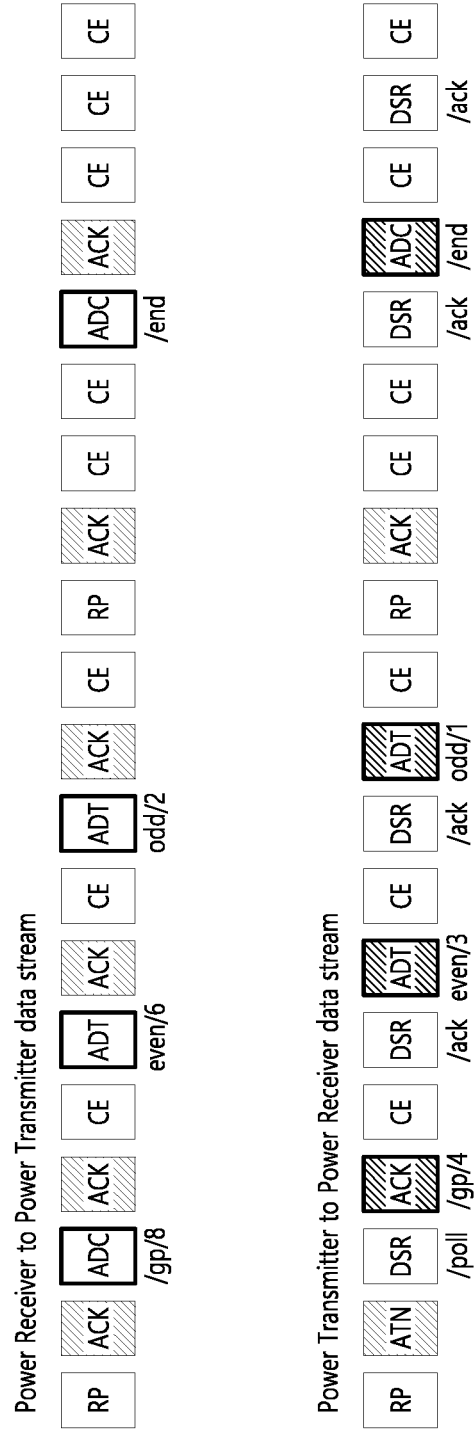 Power Receiver to Power Transmitter data stream
RP ACK ADC ACK CE ADT ACK CE ADT ACK CE RP ACK CE CE ADC ACK CE CE CE
/gp/8 even/6 odd/2 /end
Power Transmitter to Power Receiver data stream
RP ATN DSR ACK CE DSR ADT CE DSR ADT CE RP ACK CE CE DSR ADC CE DSR CE
/poll /gp/4 /ack even/3 /ack odd/1 /ack /end /ack